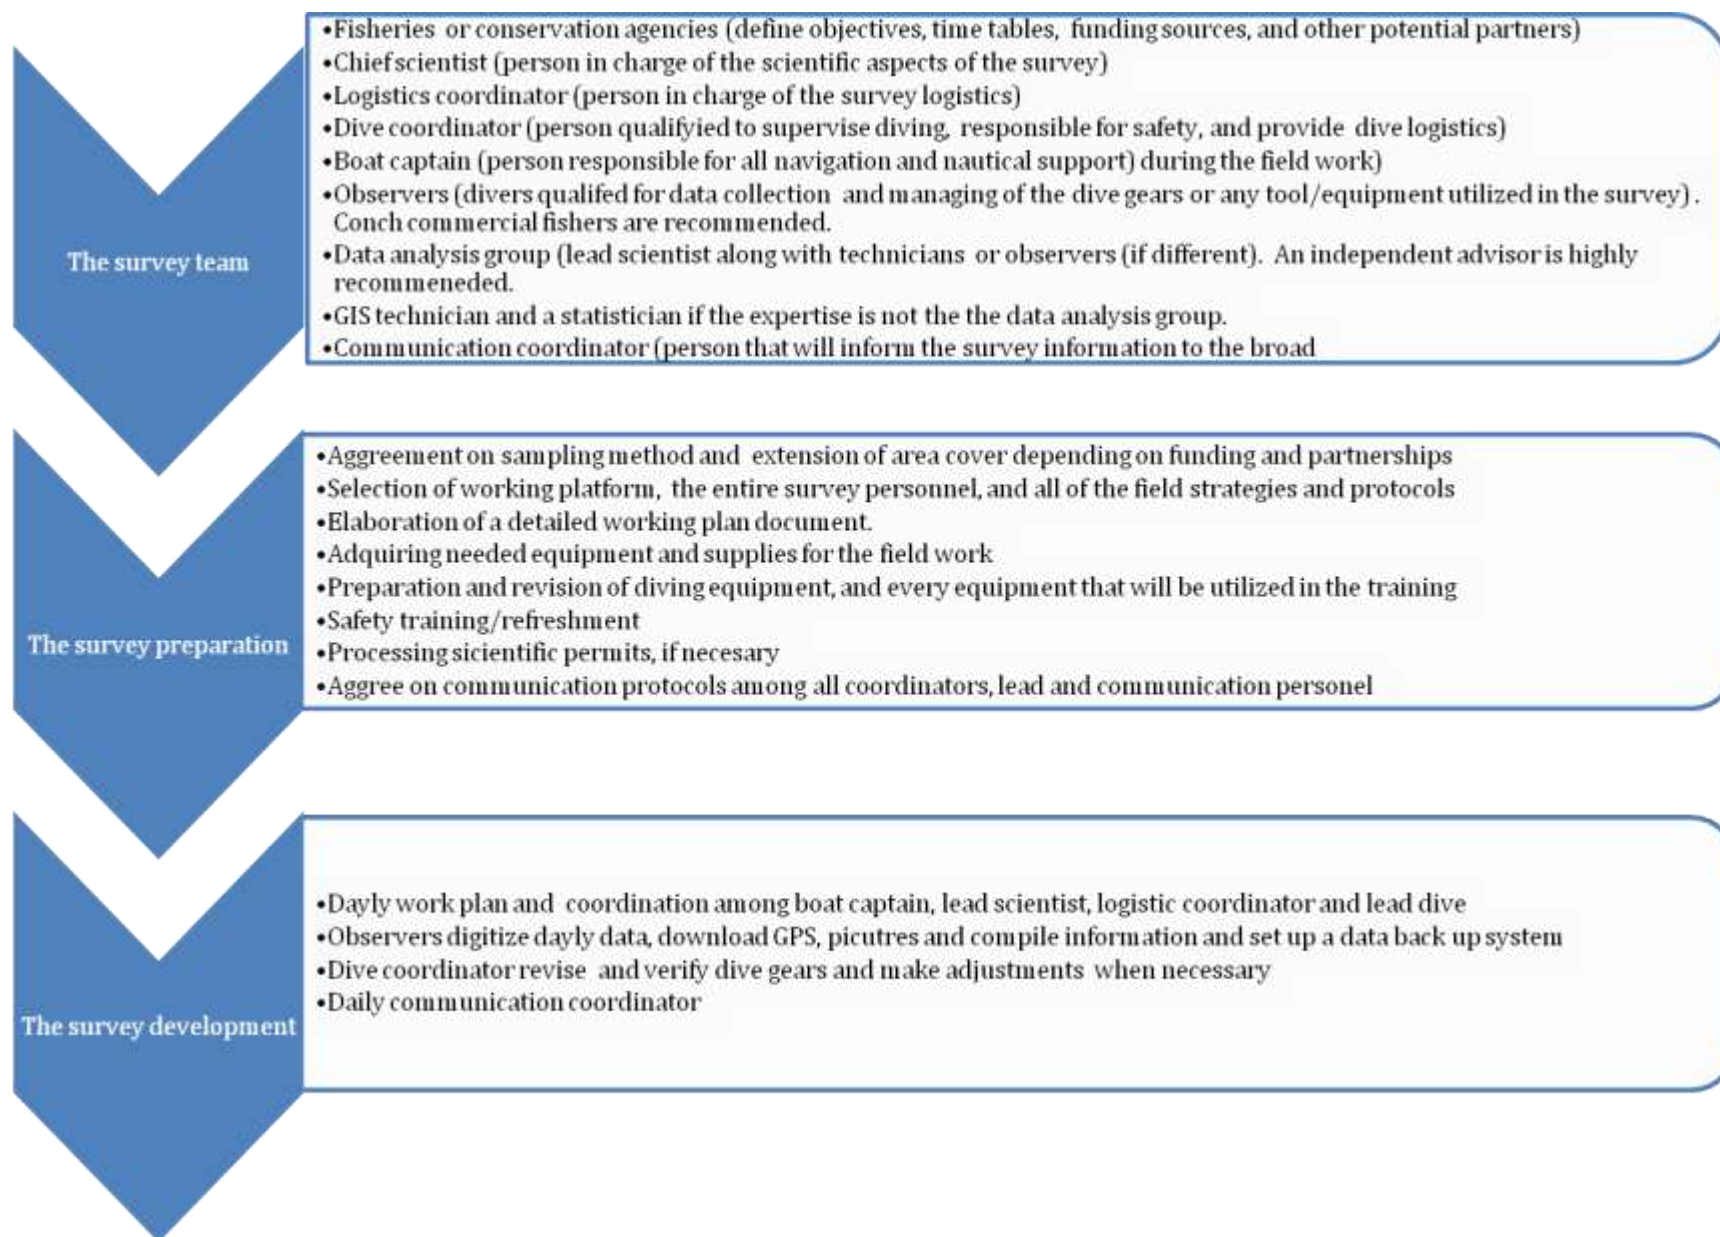 The survey team
•Fisheries or conservation agencies (define objectives, time tables, funding sources, and other potential partners)
•Chief scientist (person in charge of the scientific aspects of the survey)
•Logistics coordinator (person in charge of the survey logistics)
•Dive coordinator (person qualifyied to supervise diving, responsible for safety, and provide dive logistics)
•Boat captain (person responsible for all navigation and nautical support) during the field work)
•Observers (divers qualifed for data collection and managing of the dive gears or any tool/equipment utilized in the survey) .
Conch commercial fishers are recommended.
•Data analysis group (lead scientist along with technicians or observers (if different). An independent advisor is highly
recommeneded.
•GIS technician and a statistician if the expertise is not the the data analysis group.
•Communication coordinator (person that will inform the survey information to the broad
The survey preparation
•Aggreement on sampling method and extension of area cover depending on funding and partnerships
•Selection of working platform, the entire survey personnel, and all of the field strategies and protocols
•Elaboration of a detailed working plan document.
•Adquiring needed equipment and supplies for the field work
•Preparation and revision of diving equipment, and every equipment that will be utilized in the training
•Safety training/refreshment
•Processing sicientific permits, if necesary
•Aggree on communication protocols among all coordinators, lead and communication personel
The survey development
•Dayly work plan and coordination among boat captain, lead scientist, logistic coordinator and lead dive
•Observers digitize dayly data, download GPS, picutres and compile information and set up a data back up system
•Dive coordinator revise and verify dive gears and make adjustments when necessary
•Daily communication coordinator